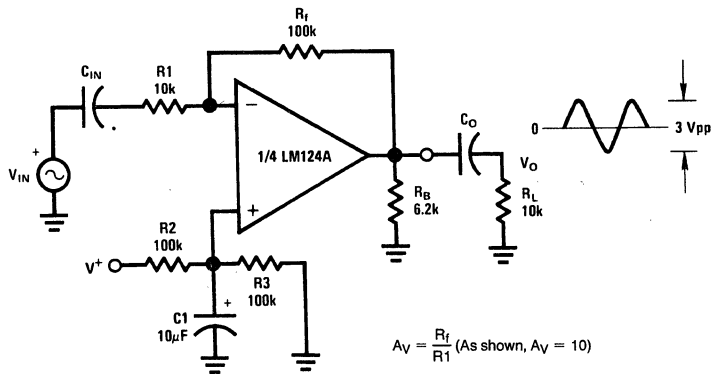 Rf
100k
CIN
R1
10k
−
+
1/4 LM124A
+
VIN
R2
100k
V+
R3
100k
+
C1
10μF
RB
6.2k
CO
VO
RL
10k
0
3 Vpp
AV = Rf/R1 (As shown, AV = 10)